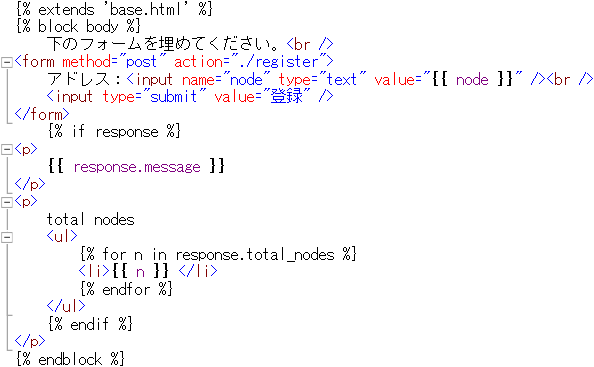 {% extends 'base.html' %}
{% block body %}
    下のフォームを埋めてください。<br />
<form method="post" action="./register">
    アドレス：<input name="node" type="text" value="{{ node }}" /><br />
    <input type="submit" value="登録" />
</form>
    {% if response %}
<p>
    {{ response.message }}
</p>
<p>
    total nodes
    <ul>
        {% for n in response.total_nodes %}
        <li>{{ n }} </li>
        {% endfor %}
    </ul>
    {% endif %}
</p>
{% endblock %}